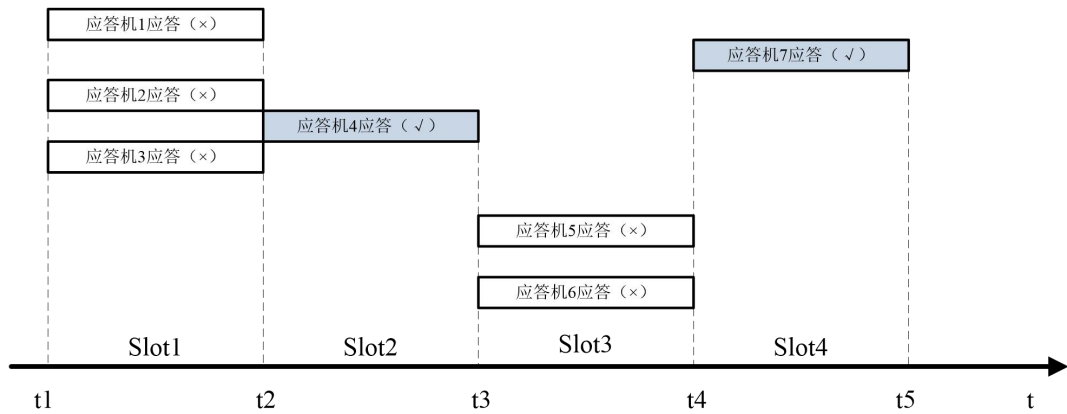 应答机1应答（×）
应答机7应答（√）
应答机2应答（×）
应答机4应答（√）
应答机3应答（×）
应答机5应答（×）
应答机6应答（×）
Slot1 Slot2 Slot3 Slot4
t1 t2 t3 t4 t5 t